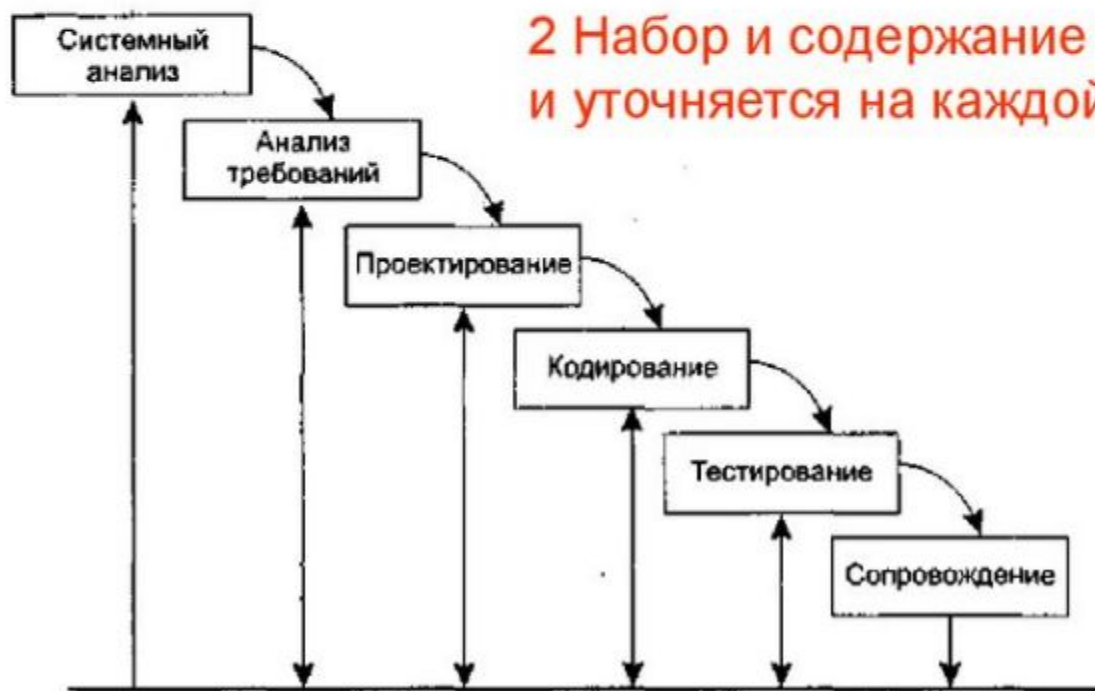 2 Набор и содержание
и уточняется на каждой
Системный
анализ
Анализ
требований
Проектирование
Кодирование
Тестирование
Сопровождение